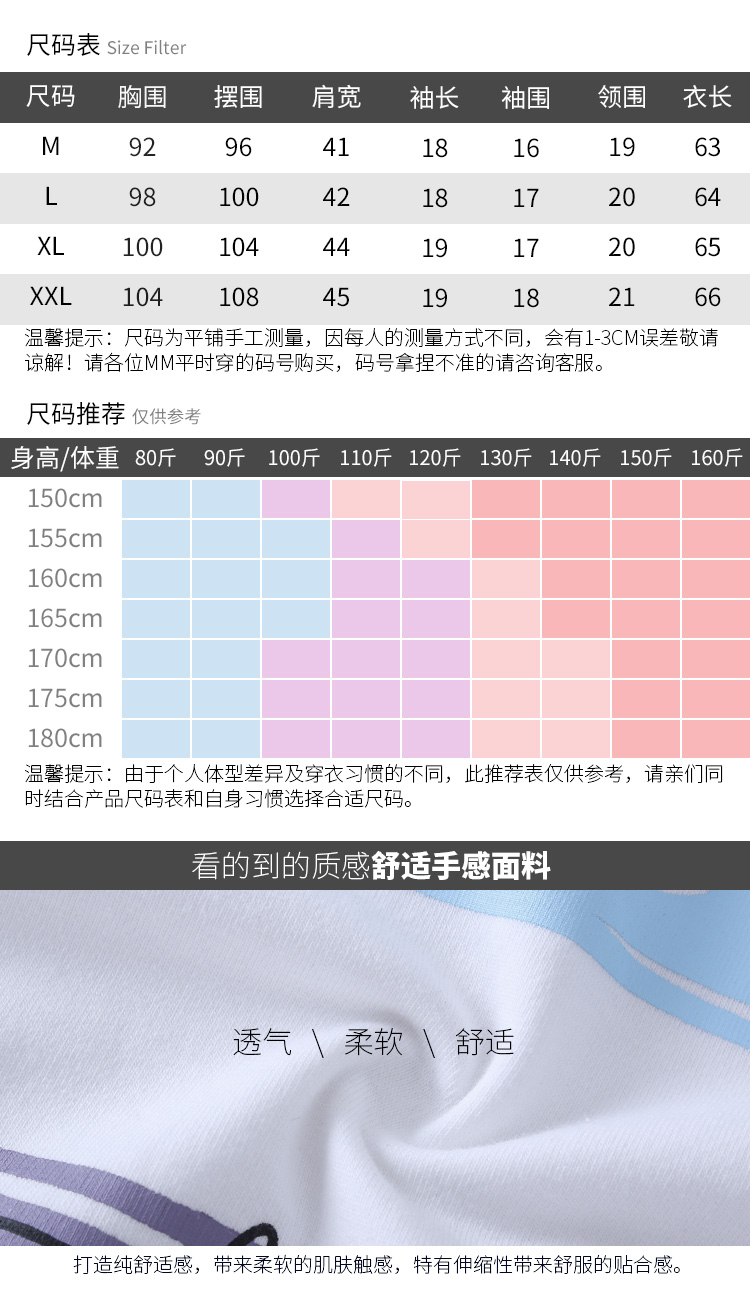 尺码表 Size Filter
尺码 胸围 摆围 肩宽 袖长 袖围 领围 衣长
M 92 96 41 18 16 19 63
L 98 100 42 18 17 20 64
XL 100 104 44 19 17 20 65
XXL 104 108 45 19 18 21 66
温馨提示：尺码为平铺手工测量，因每人的测量方式不同，会有1-3CM误差敬请
谅解！请各位MM平时穿的码号购买，码号拿捏不准的请咨询客服。
尺码推荐 仅供参考
身高/体重 80斤 90斤 100斤 110斤 120斤 130斤 140斤 150斤 160斤
150cm
155cm
160cm
165cm
170cm
175cm
180cm
温馨提示：由于个人体型差异及穿衣习惯的不同，此推荐表仅供参考，请亲们同
时结合产品尺码表和自身习惯选择合适尺码。
看的到的质感舒适手感面料
透气 \ 柔软 \ 舒适
打造纯舒适感，带来柔软的肌肤触感，特有伸缩性带来舒服的贴合感。